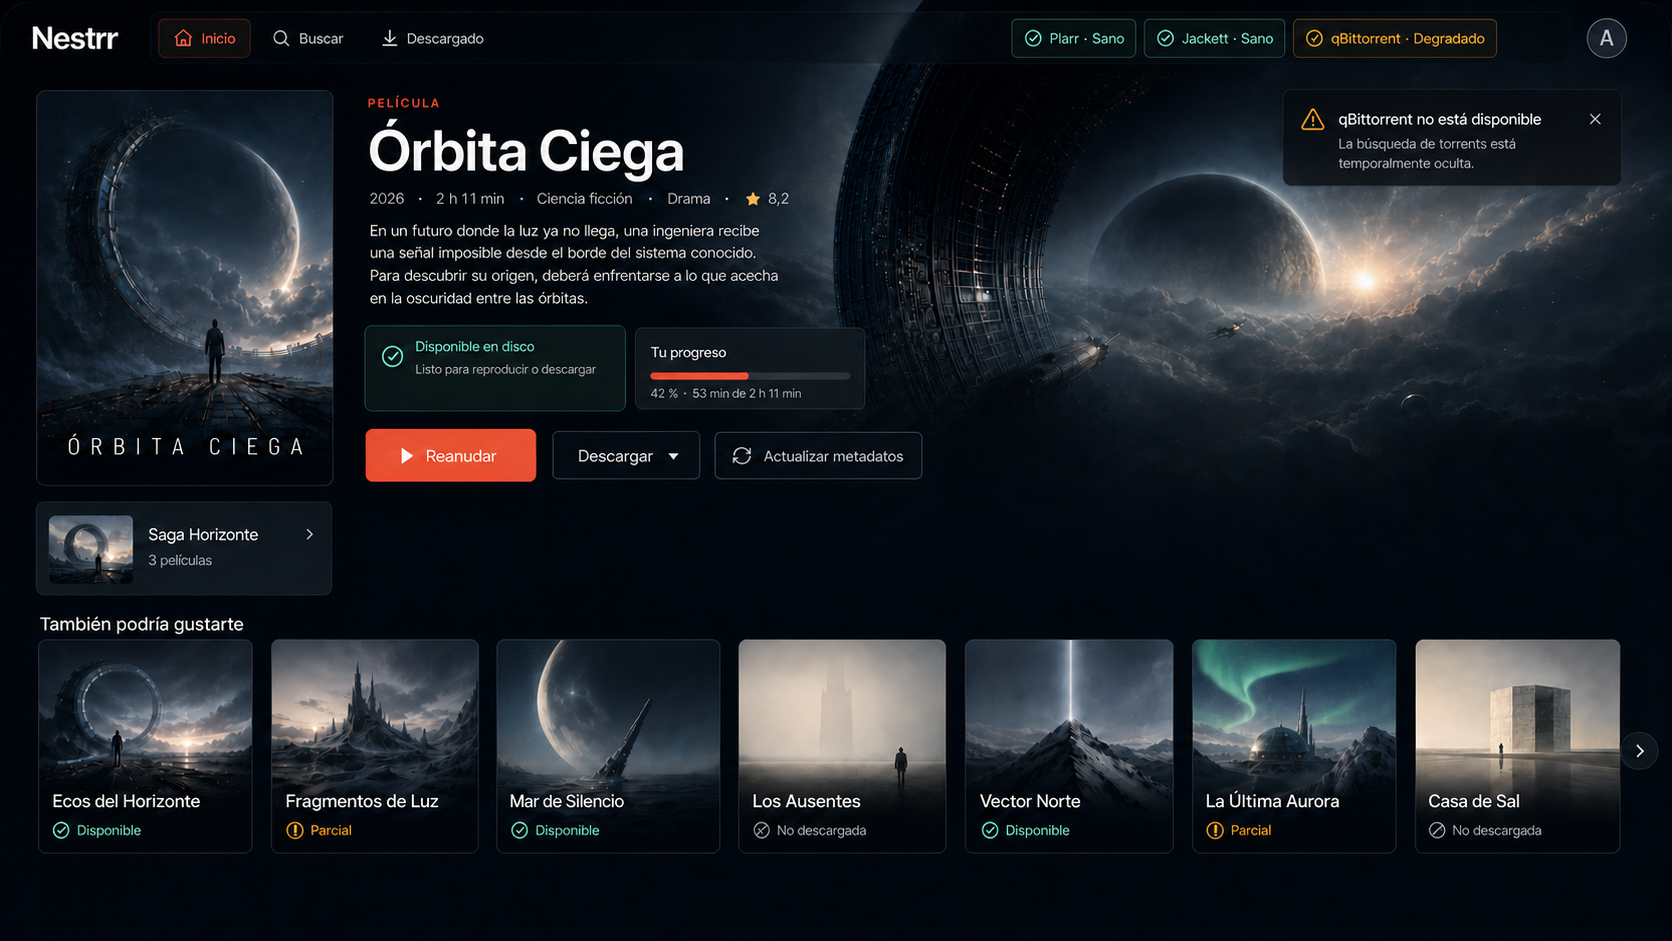 Nestrr
Inicio
Buscar
Descargado
Plarr · Sano
Jackett · Sano
qBittorrent · Degradado
A
qBittorrent no está disponible
La búsqueda de torrents está
temporalmente oculta.
ÓRBITA CIEGA
PELÍCULA
Órbita Ciega
2026 · 2 h 11 min · Ciencia ficción · Drama · 8,2
En un futuro donde la luz ya no llega, una ingeniera recibe
una señal imposible desde el borde del sistema conocido.
Para descubrir su origen, deberá enfrentarse a lo que acecha
en la oscuridad entre las órbitas.
Disponible en disco
Listo para reproducir o descargar
Tu progreso
42 % · 53 min de 2 h 11 min
Reanudar
Descargar
Actualizar metadatos
Saga Horizonte
3 películas
También podría gustarte
Ecos del Horizonte
Disponible
Fragmentos de Luz
Parcial
Mar de Silencio
Disponible
Los Ausentes
No descargada
Vector Norte
Disponible
La Última Aurora
Parcial
Casa de Sal
No descargada